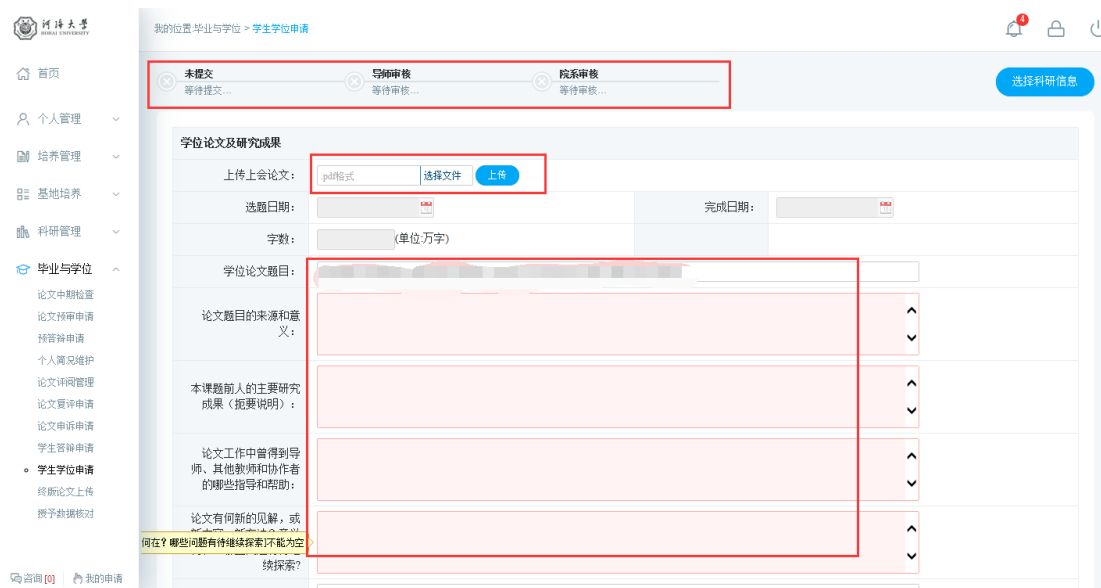 河海大学
HOHAI UNIVERSITY
我的位置:毕业与学位 > 学生学位申请
4
首页
个人管理
培养管理
基地培养
科研管理
毕业与学位
论文中期检查
论文预审申请
预答辩申请
个人简况维护
论文评阅管理
论文复评申请
论文申诉申请
学生答辩申请
学生学位申请
终版论文上传
授予数据核对
咨询[0]
我的申请
未提交
等待提交...
导师审核
等待审核...
院系审核
等待审核...
选择科研信息
学位论文及研究成果
上传上会论文：
pdf格式
选择文件
上传
选题日期：
完成日期：
字数：
(单位:万字)
学位论文题目：
论文题目的来源和意
义：
本课题前人的主要研究
成果（扼要说明）：
论文工作中曾得到导
师、其他教师和协作者
的哪些指导和帮助：
论文有何新的见解，或
何在？哪些问题有待继续探索]不能为空
续探索?